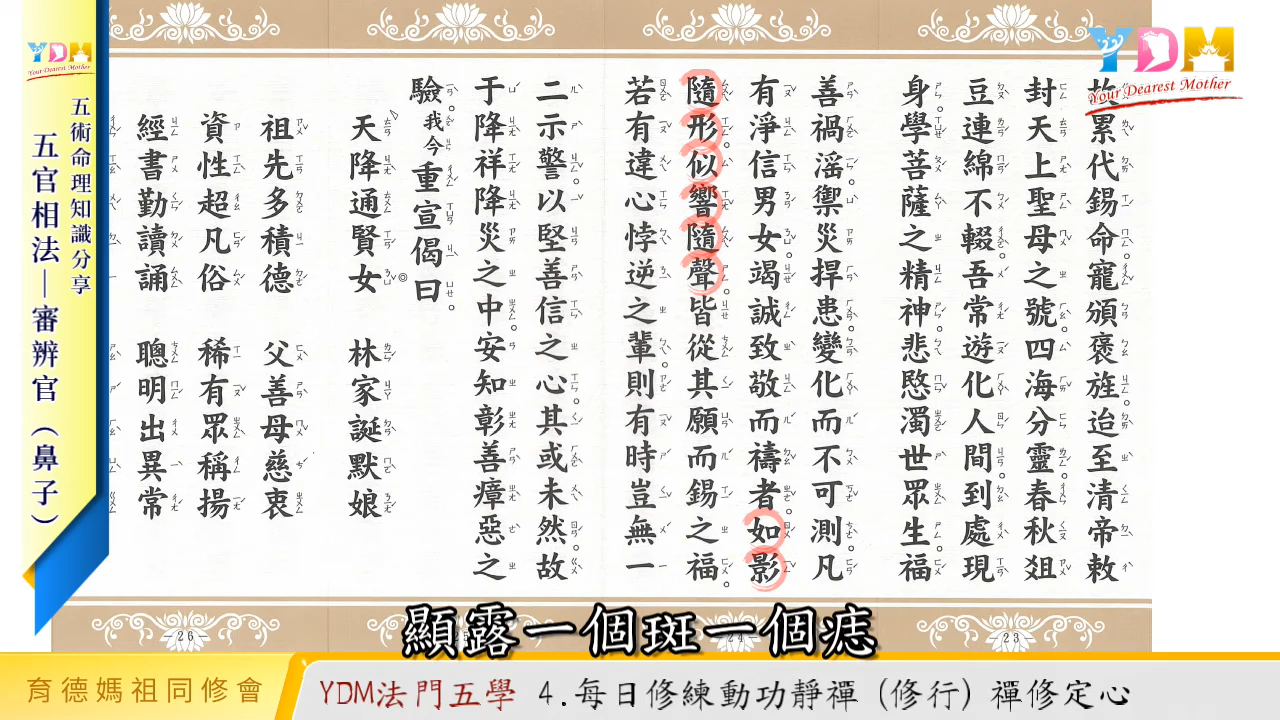 YDM
Your Dearest Mother
五術命理知識分享
五官相法—審辨官（鼻子）
YDM
Your Dearest Mother
故累代錫命寵頒褒旌。迨至清帝敕
封天上聖母之號。四海分靈。春秋俎
豆連綿不輟。吾常遊化人間。到處現
身。學菩薩之精神。悲愍濁世眾生。福
善禍淫。禦災捍患。變化而不可測。凡
有淨信男女。竭誠致敬而禱者。如影
隨形。似響隨聲。皆從其願而錫之福。
若有違心悖逆之輩。則有時豈無一
二示警。以堅善信之心。其或未然。故
于降祥降災之中。安知彰善瘴惡之
驗。我今重宣偈曰。
天降通賢女◎ 林家誕默娘
祖先多積德 父善母慈衷
資性超凡俗 稀有眾稱揚
經書勤讀誦 聰明出異常
26
24
23
顯露一個斑一個痣
育德媽祖同修會
YDM法門五學 4.每日修練動功靜禪（修行）禪修定心